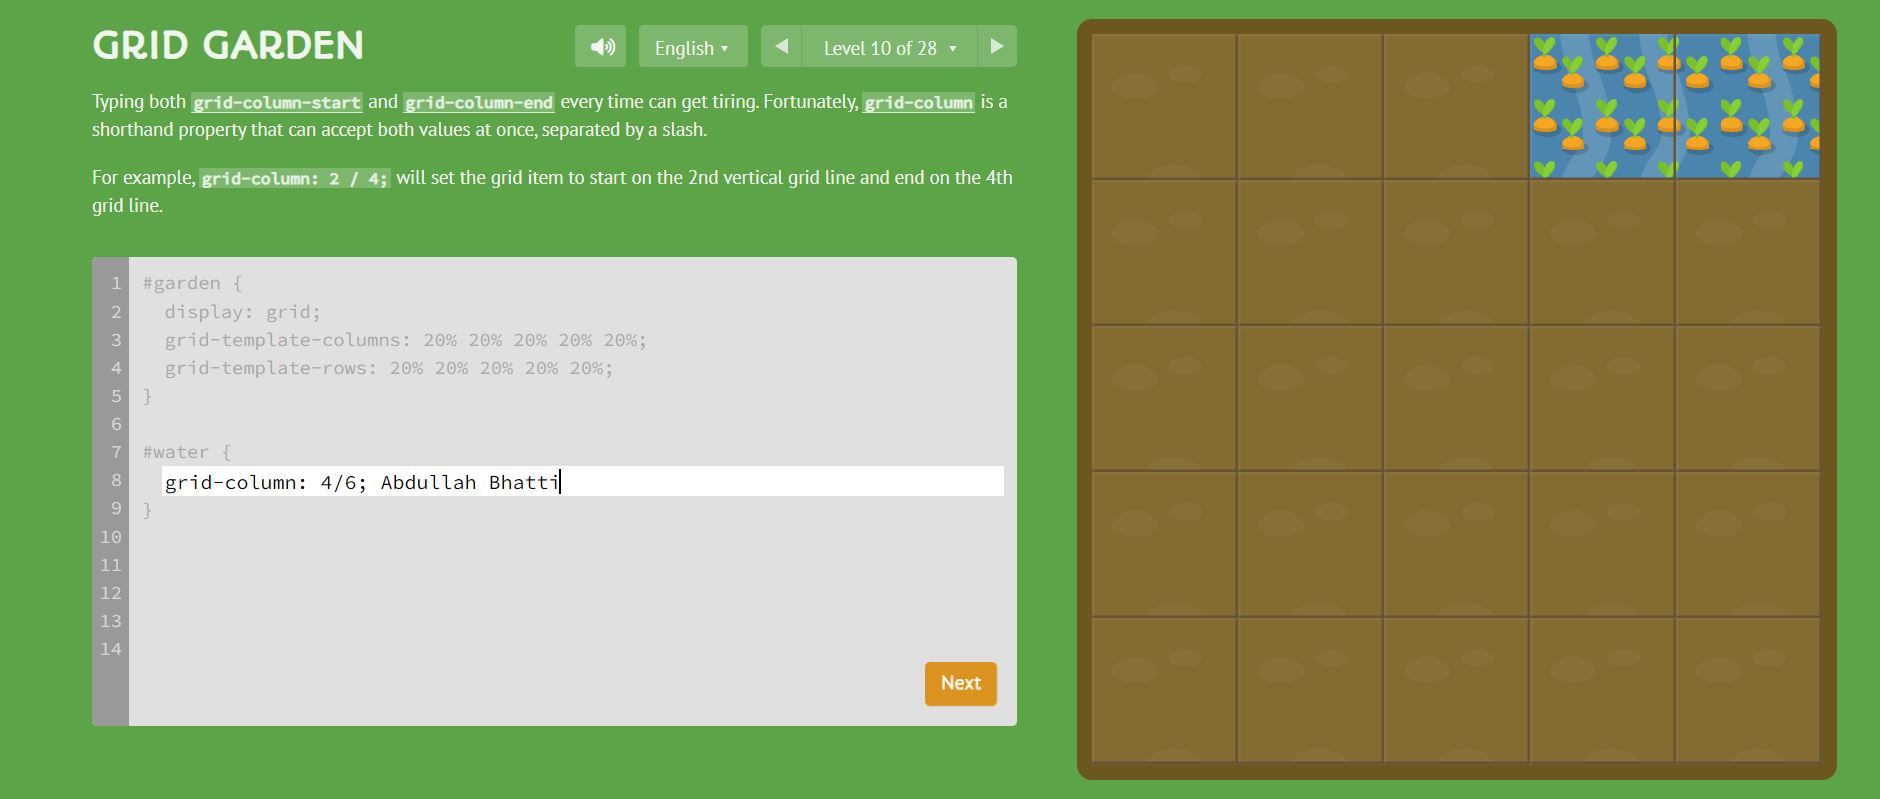 GRID GARDEN
English ▾
Level 10 of 28 ▾
Typing both grid-column-start and grid-column-end every time can get tiring. Fortunately, grid-column is a
shorthand property that can accept both values at once, separated by a slash.
For example, grid-column: 2 / 4; will set the grid item to start on the 2nd vertical grid line and end on the 4th
grid line.
1 #garden {
2 display: grid;
3 grid-template-columns: 20% 20% 20% 20% 20%;
4 grid-template-rows: 20% 20% 20% 20% 20%;
5 }
6
7 #water {
8 grid-column: 4/6; Abdullah Bhatti
9 }
10
11
12
13
14
Next